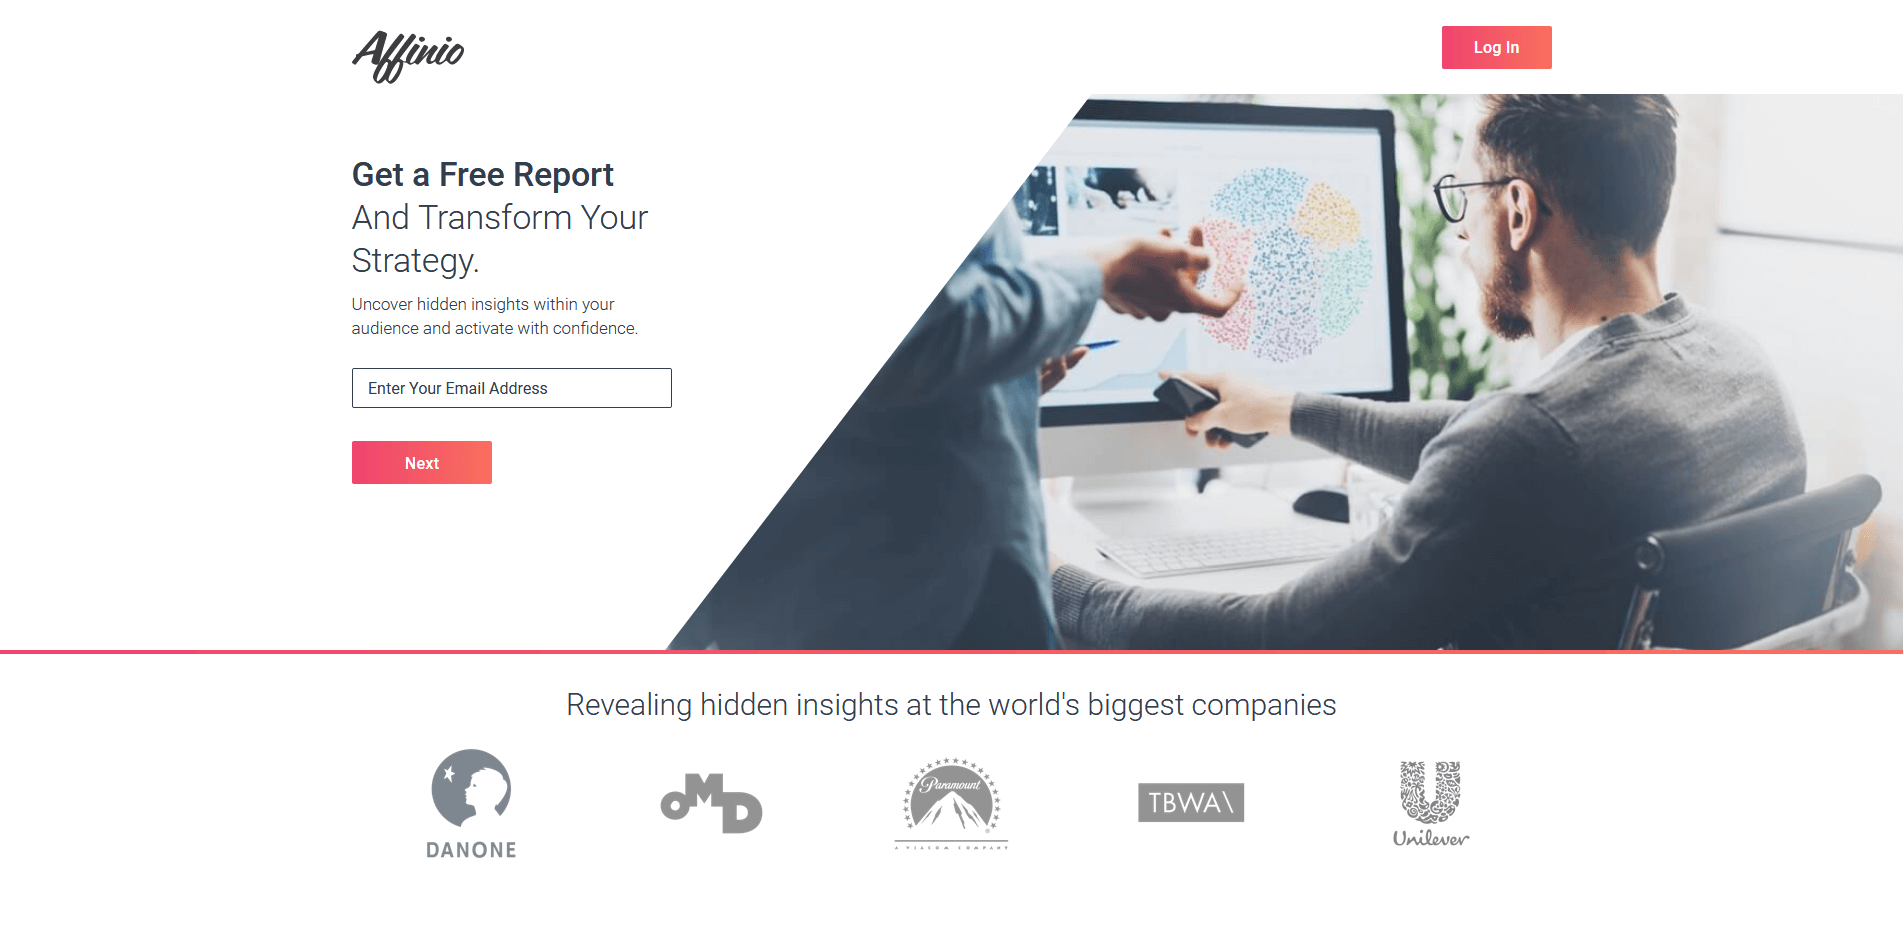 Affinio
Log In
Get a Free Report
And Transform Your
Strategy.
Uncover hidden insights within your
audience and activate with confidence.
Enter Your Email Address
Next
Revealing hidden insights at the world's biggest companies
DANONE
OMD
Paramount
A VIACOM COMPANY
TBWA\
Unilever